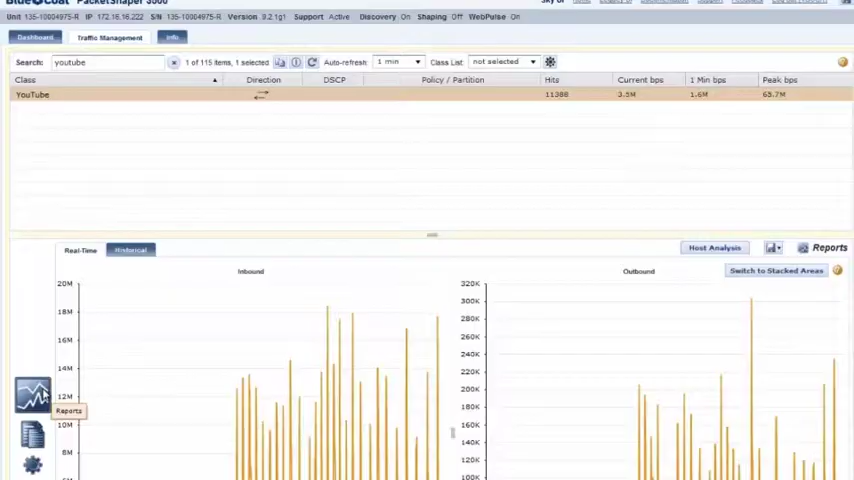 Blue Coat PacketShaper 3500
Unit 135-10004975-R IP 172.16.16.222 S/N 135-10004975-R Version 9.2.1g1 Support Active Discovery On Shaping Off WebPulse On
Dashboard Traffic Management Info
Search: youtube 1 of 115 items, 1 selected Auto-refresh: 1 min Class List: not selected
Class Direction DSCP Policy / Partition Hits Current bps 1 Min bps Peak bps
YouTube 11388 3.5M 1.6M 63.7M
Real-Time Historical Host Analysis Reports
Inbound Outbound Switch to Stacked Areas
20M 320K
18M 300K
280K
16M 260K
14M 240K
220K
12M 200K
Reports 180K
10M 160K
140K
8M 120K
100K